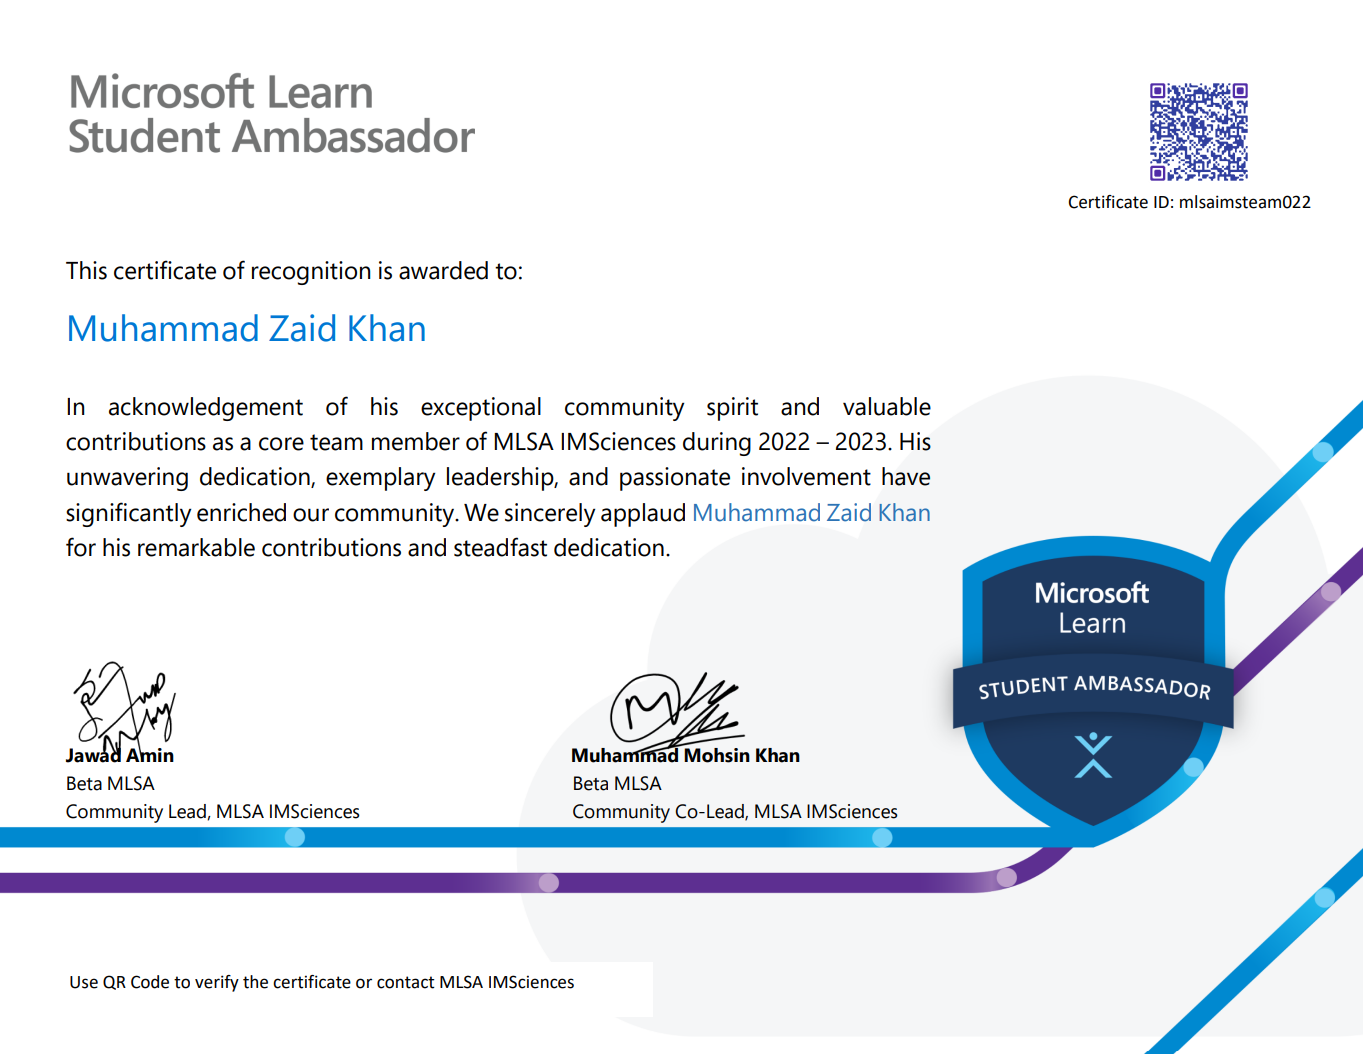 Microsoft Learn
Student Ambassador
Certificate ID: mlsaimsteam022
This certificate of recognition is awarded to:
Muhammad Zaid Khan
In acknowledgement of his exceptional community spirit and valuable
contributions as a core team member of MLSA IMSciences during 2022 – 2023. His
unwavering dedication, exemplary leadership, and passionate involvement have
significantly enriched our community. We sincerely applaud Muhammad Zaid Khan
for his remarkable contributions and steadfast dedication.
Microsoft
Learn
STUDENT AMBASSADOR
Jawad Amin
Beta MLSA
Community Lead, MLSA IMSciences
Muhammad Mohsin Khan
Beta MLSA
Community Co-Lead, MLSA IMSciences
Use QR Code to verify the certificate or contact MLSA IMSciences